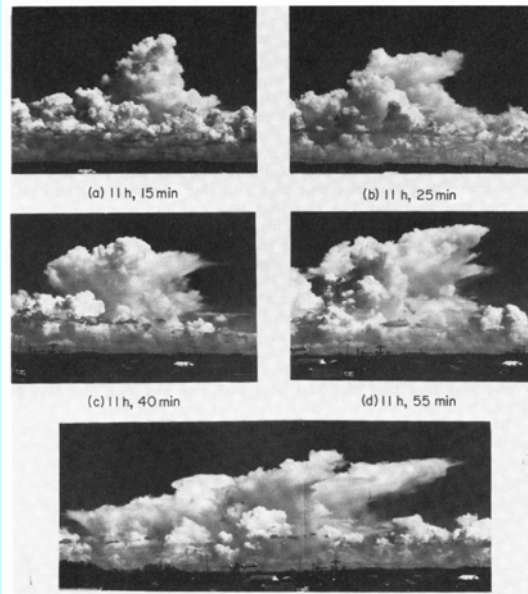 (a) 11 h, 15 min
(b) 11 h, 25 min
(c) 11 h, 40 min
(d) 11 h, 55 min